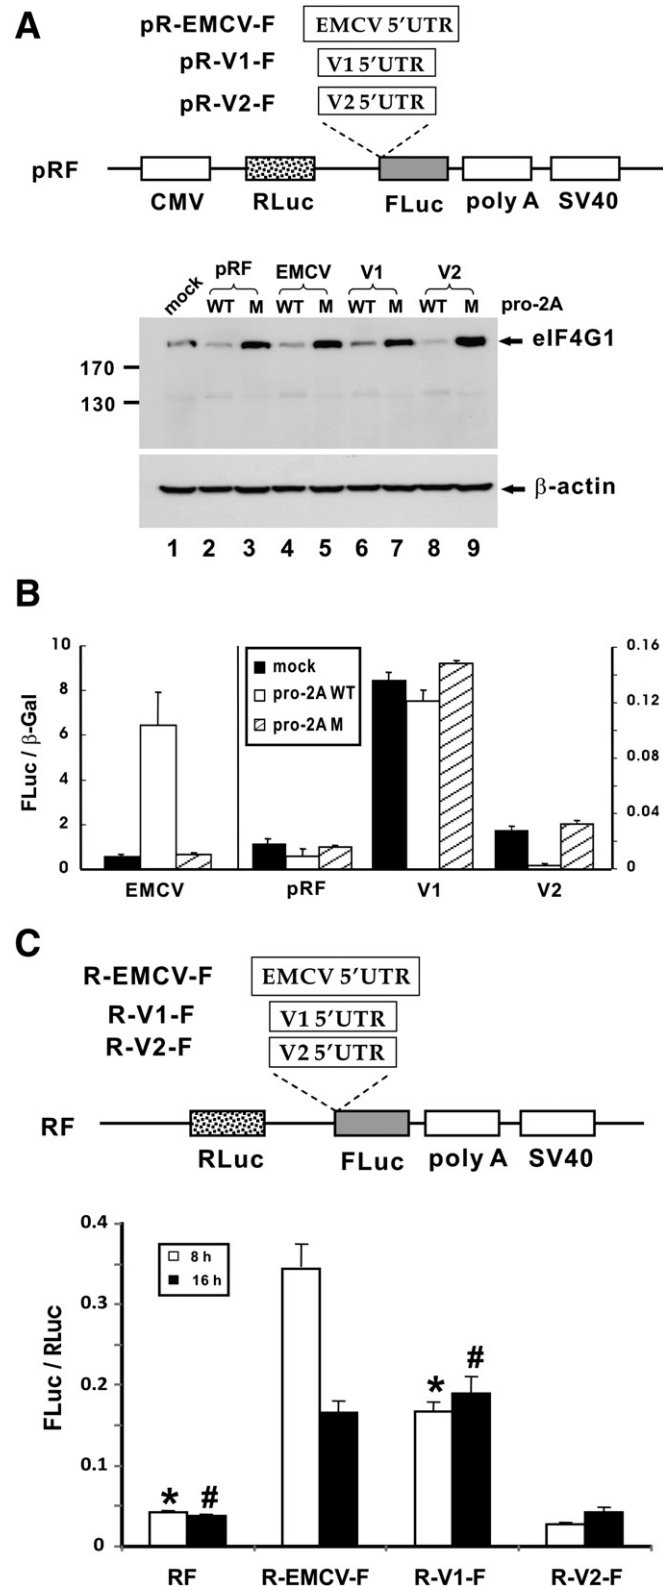 A
pR-EMCV-F EMCV 5'UTR
pR-V1-F V1 5'UTR
pR-V2-F V2 5'UTR
pRF
CMV RLuc FLuc poly A SV40
pRF EMCV V1 V2
mock WT M WT M WT M WT M pro-2A
eIF4G1
170
130
β-actin
1 2 3 4 5 6 7 8 9
B
10 0.16
mock
8 pro-2A WT
0.12
pro-2A M
6
FLuc / β-Gal
0.08
4
2 0.04
0 0
EMCV pRF V1 V2
C
R-EMCV-F EMCV 5'UTR
R-V1-F V1 5'UTR
R-V2-F V2 5'UTR
RF
RLuc FLuc poly A SV40
0.4
8 h
16 h
0.3
FLuc / RLuc
0.2
* #
0.1
* #
0
RF R-EMCV-F R-V1-F R-V2-F